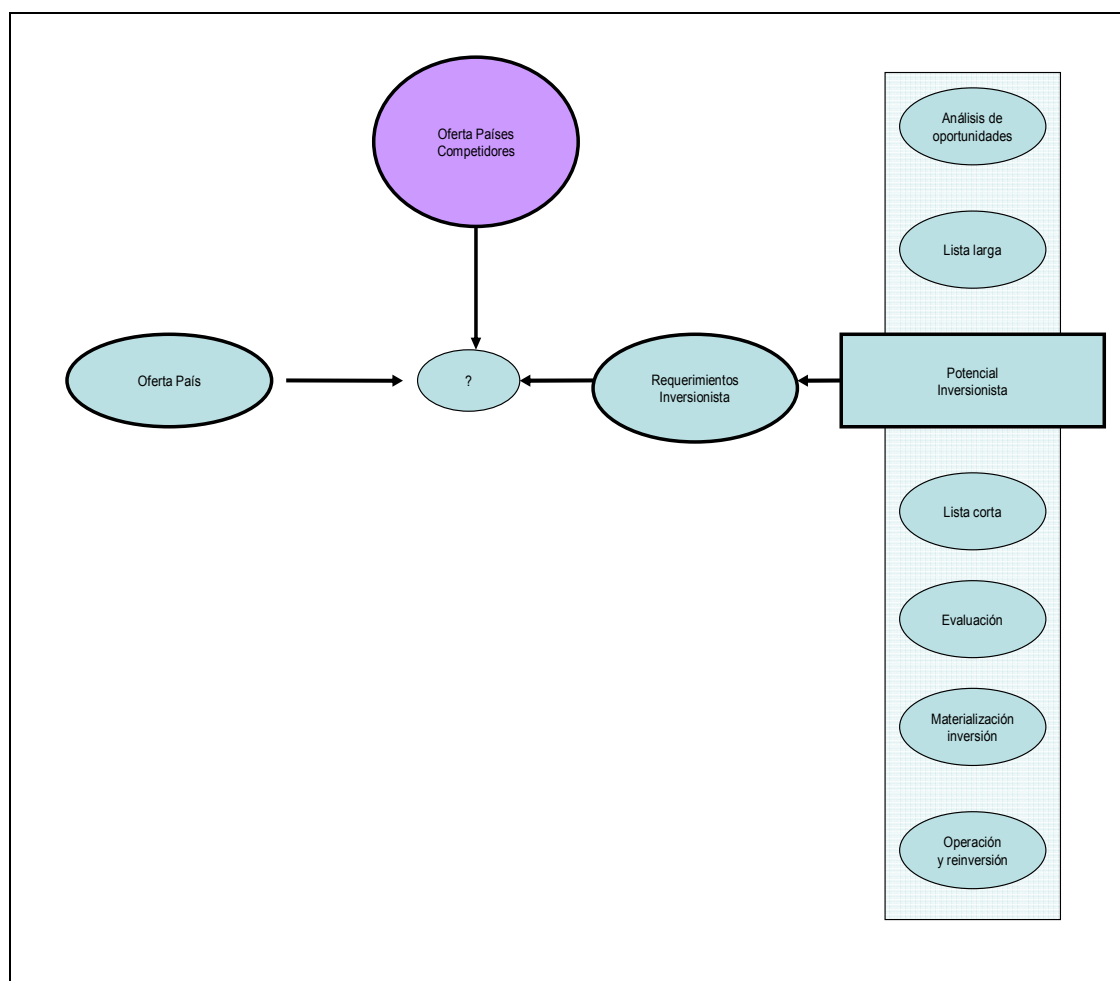 Oferta Países
Competidores
Análisis de
oportunidades
Lista larga
Oferta País
?
Requerimientos
Inversionista
Potencial
Inversionista
Lista corta
Evaluación
Materialización
inversión
Operación
y reinversión